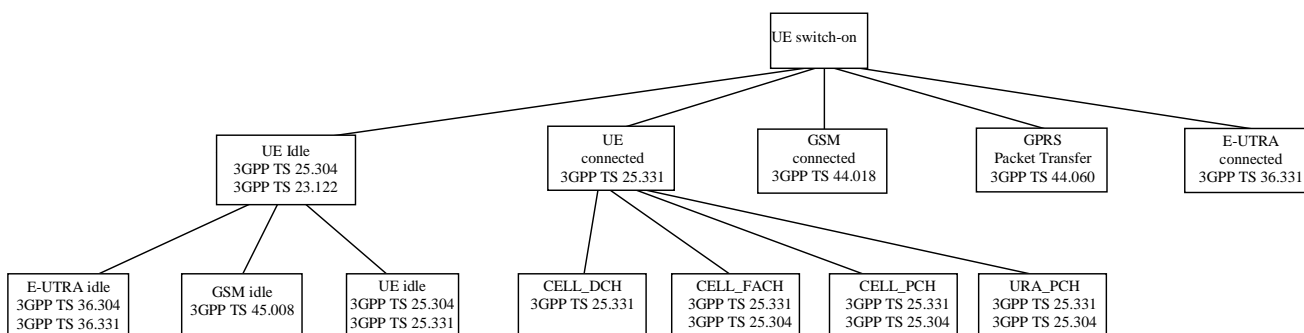 UE switch-on
UE Idle
3GPP TS 25.304
3GPP TS 23.122
UE
connected
3GPP TS 25.331
GSM
connected
3GPP TS 44.018
GPRS
Packet Transfer
3GPP TS 44.060
E-UTRA
connected
3GPP TS 36.331
E-UTRA idle
3GPP TS 36.304
3GPP TS 36.331
GSM idle
3GPP TS 45.008
UE idle
3GPP TS 25.304
3GPP TS 25.331
CELL_DCH
3GPP TS 25.331
CELL_FACH
3GPP TS 25.331
3GPP TS 25.304
CELL_PCH
3GPP TS 25.331
3GPP TS 25.304
URA_PCH
3GPP TS 25.331
3GPP TS 25.304